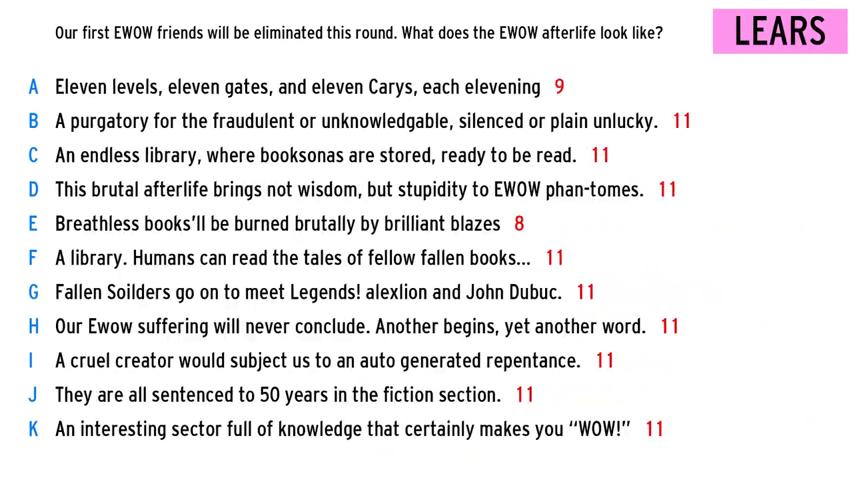 Our first EWOW friends will be eliminated this round. What does the EWOW afterlife look like?
LEARS
A Eleven levels, eleven gates, and eleven Carys, each elevening 9
B A purgatory for the fraudulent or unknowledgable, silenced or plain unlucky. 11
C An endless library, where booksonas are stored, ready to be read. 11
D This brutal afterlife brings not wisdom, but stupidity to EWOW phan-tomes. 11
E Breathless books'll be burned brutally by brilliant blazes 8
F A library. Humans can read the tales of fellow fallen books... 11
G Fallen Soilders go on to meet Legends! alexlion and John Dubuc. 11
H Our Ewow suffering will never conclude. Another begins, yet another word. 11
I A cruel creator would subject us to an auto generated repentance. 11
J They are all sentenced to 50 years in the fiction section. 11
K An interesting sector full of knowledge that certainly makes you “WOW!” 11